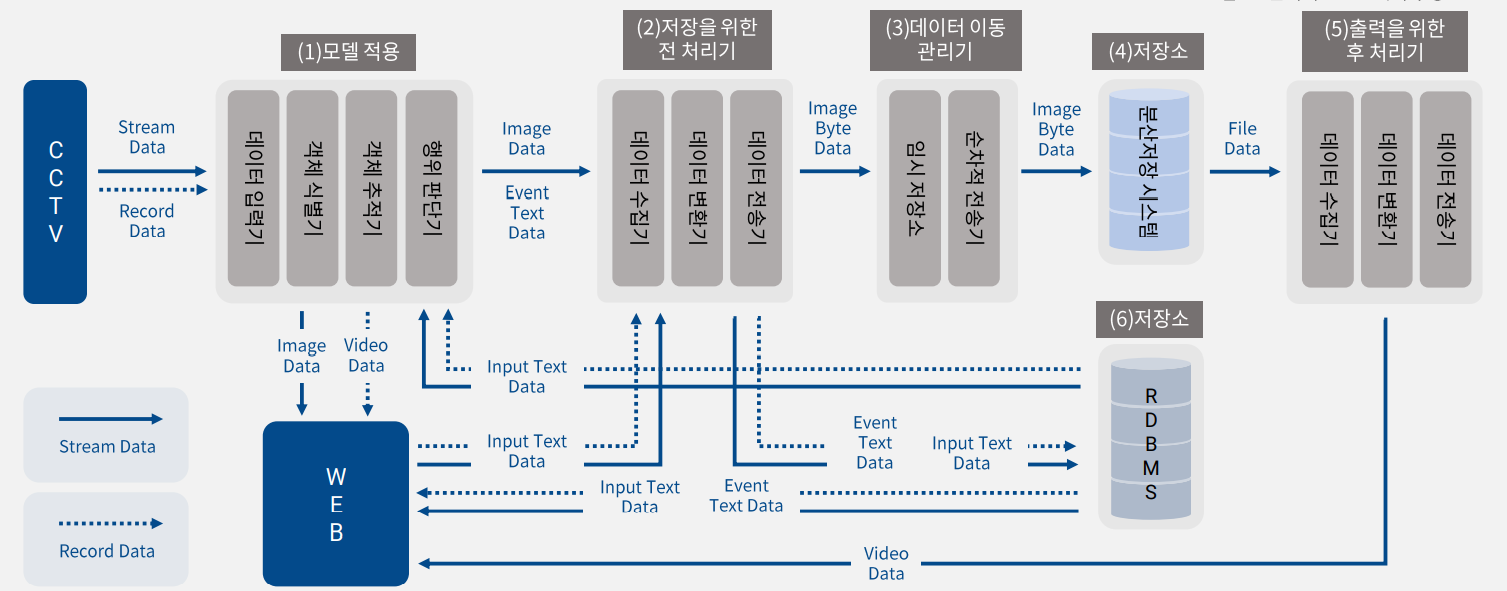 (1)모델 적용
(2)저장을 위한
전 처리기
(3)데이터 이동
관리기
(4)저장소
(5)출력을 위한
후 처리기
CCTV
Stream
Data
Record
Data
데이터 입력기
객체 식별기
객체 추적기
행위 판단기
Image
Data
Event
Text
Data
데이터 수집기
데이터 변환기
데이터 전송기
Image
Byte
Data
임시 저장소
순차적 전송기
Image
Byte
Data
분산저장 시스템
File
Data
데이터 수집기
데이터 변환기
데이터 전송기
(6)저장소
RDBMS
Image
Data
Video
Data
Input Text
Data
Input Text
Data
Event
Text
Data
Input Text
Data
Input Text
Data
Event
Text Data
Video
Data
WEB
Stream Data
Record Data